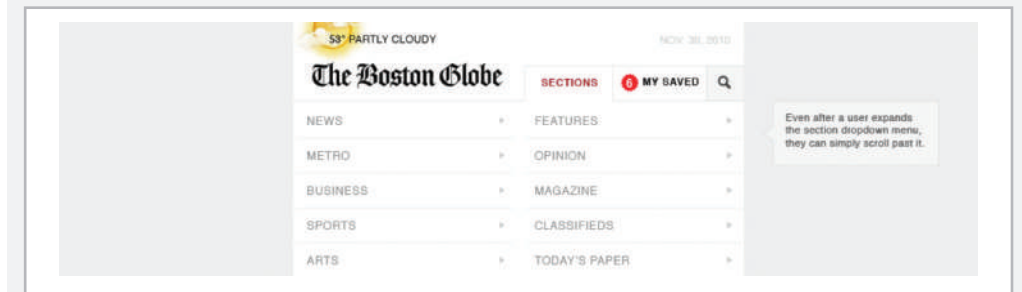 53° PARTLY CLOUDY NOV. 30, 2010
The Boston Globe SECTIONS 6 MY SAVED
NEWS FEATURES
METRO OPINION
BUSINESS MAGAZINE
SPORTS CLASSIFIEDS
ARTS TODAY'S PAPER
Even after a user expands
the section dropdown menu,
they can simply scroll past it.